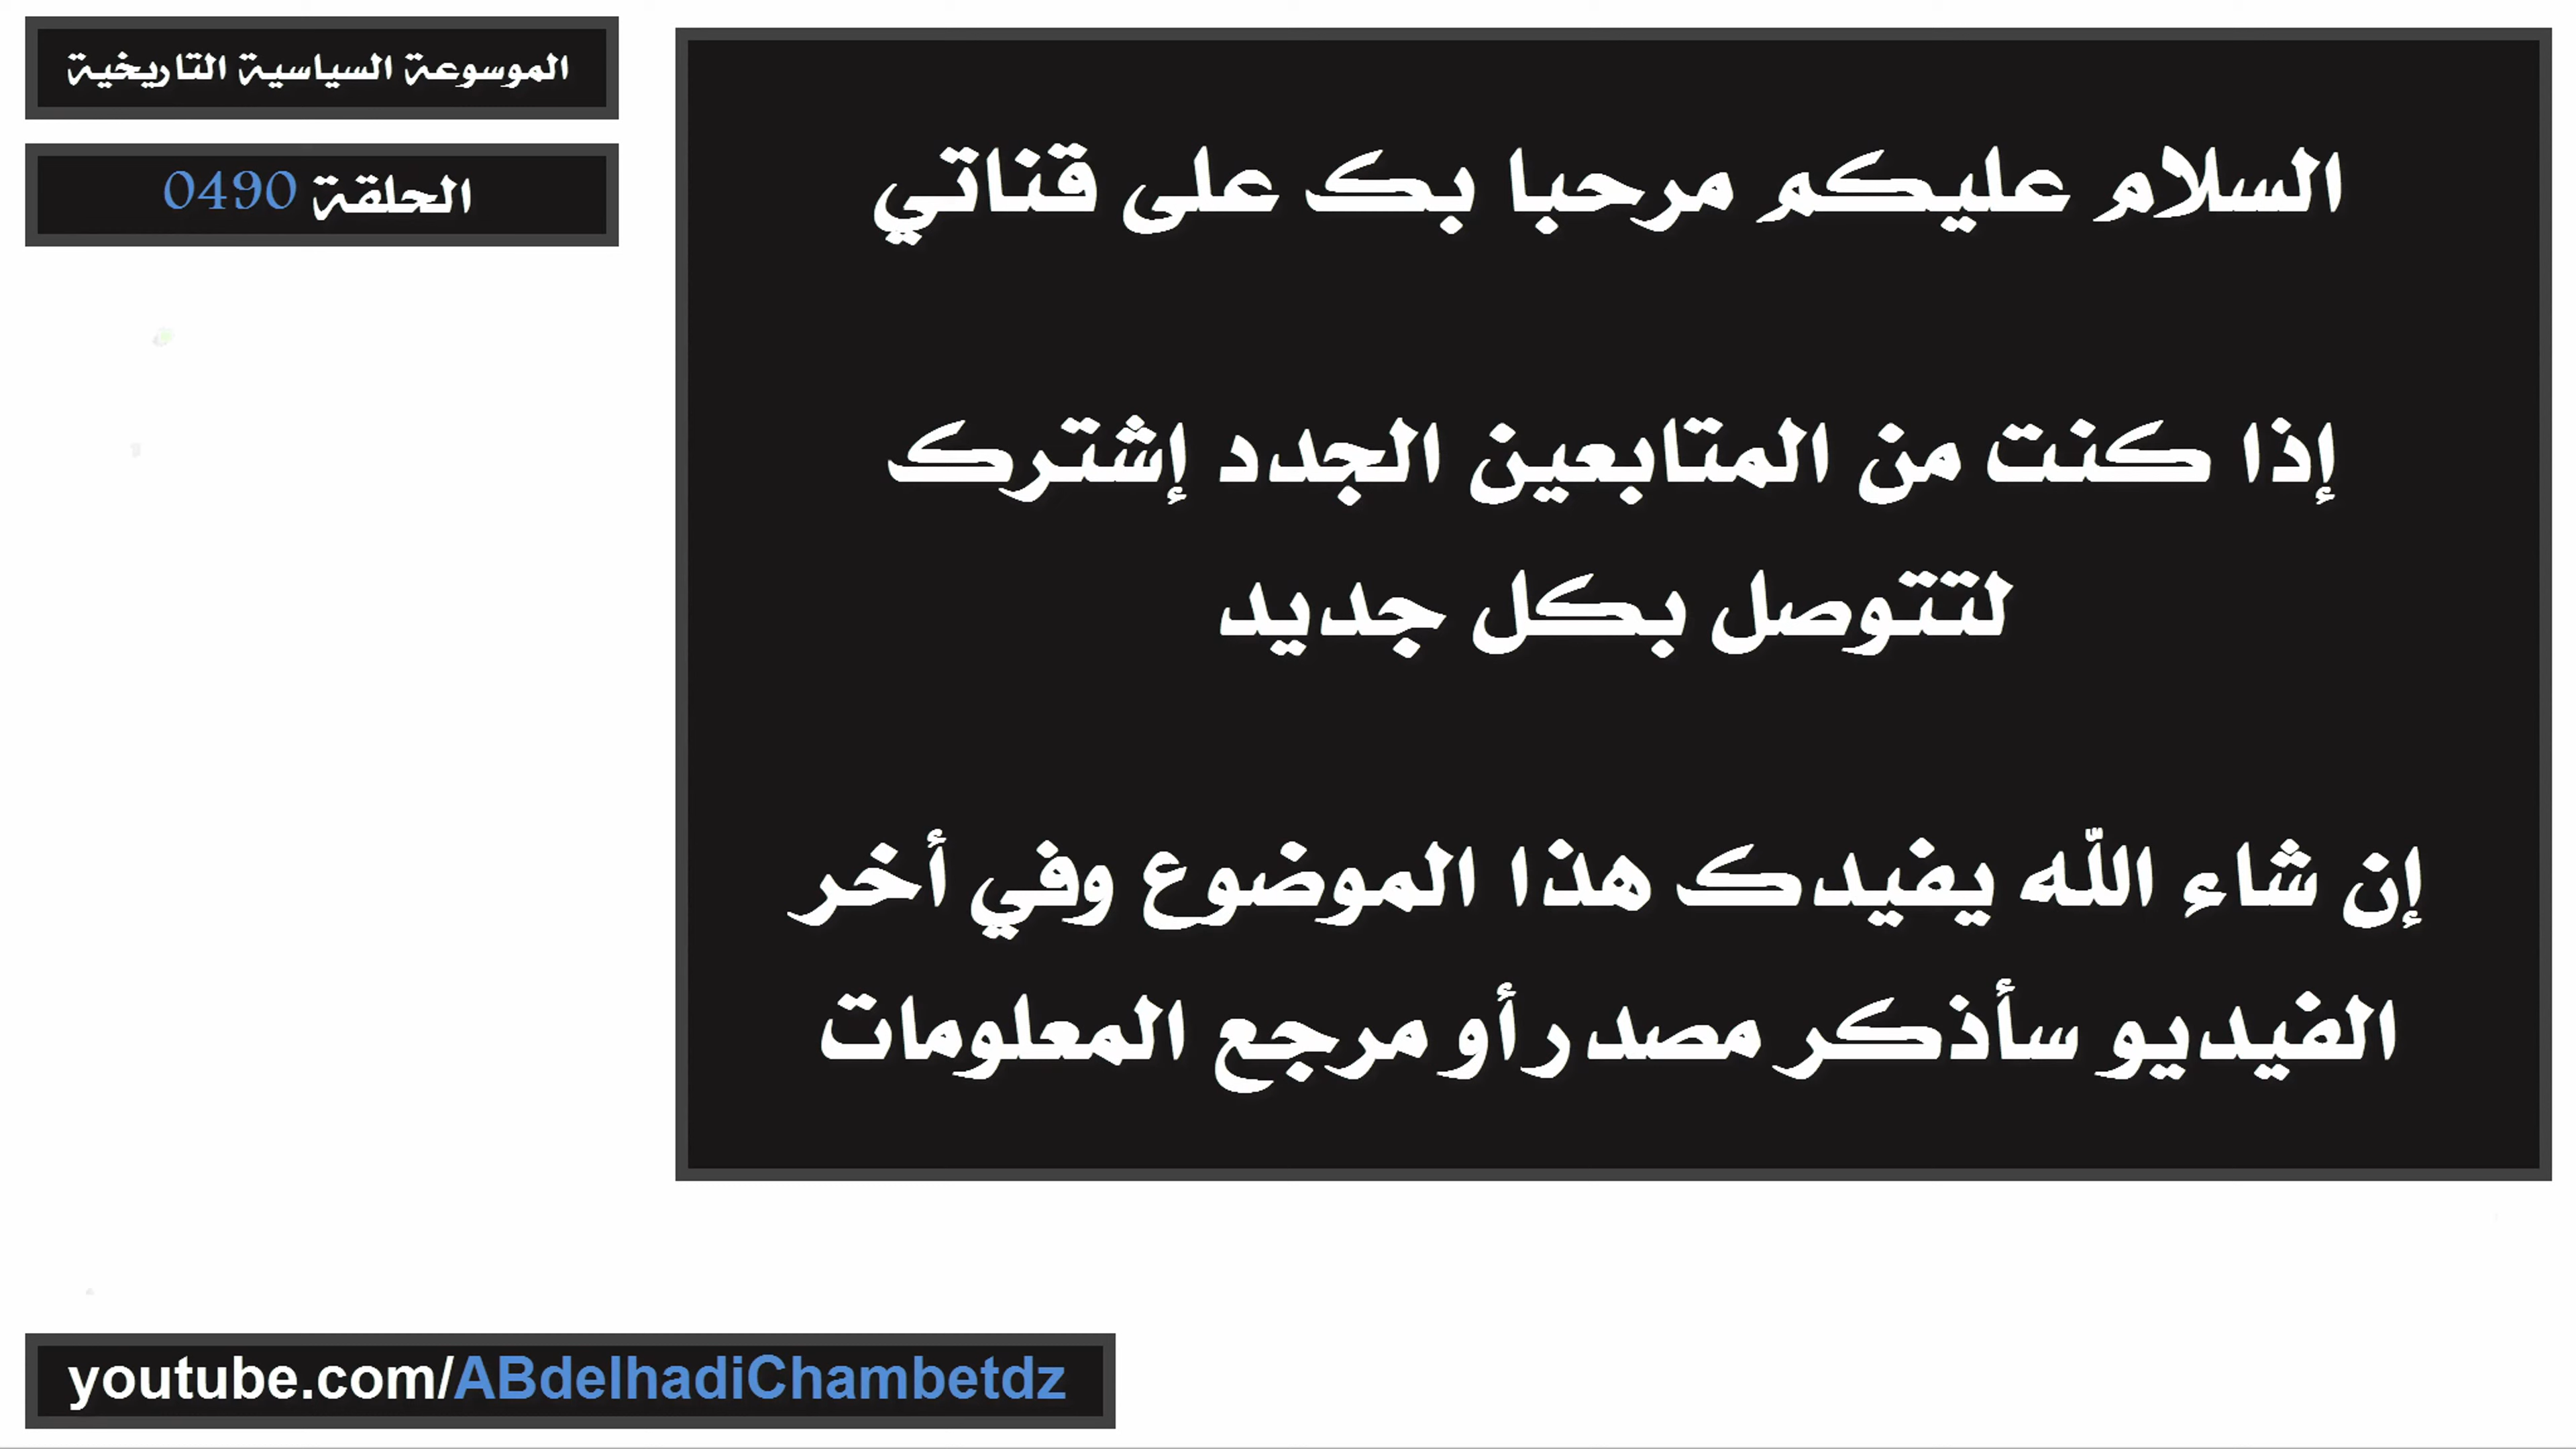 الموسوعة السياسية التاريخية
الحلقة 0490
السلام عليكم مرحبا بك على قناتي
إذا كنت من المتابعين الجدد إشترك
لتتوصل بكل جديد
إن شاء الله يفيدك هذا الموضوع وفي أخر
الفيديو سأذكر مصدر أو مرجع المعلومات
youtube.com/ABdelhadiChambetdz